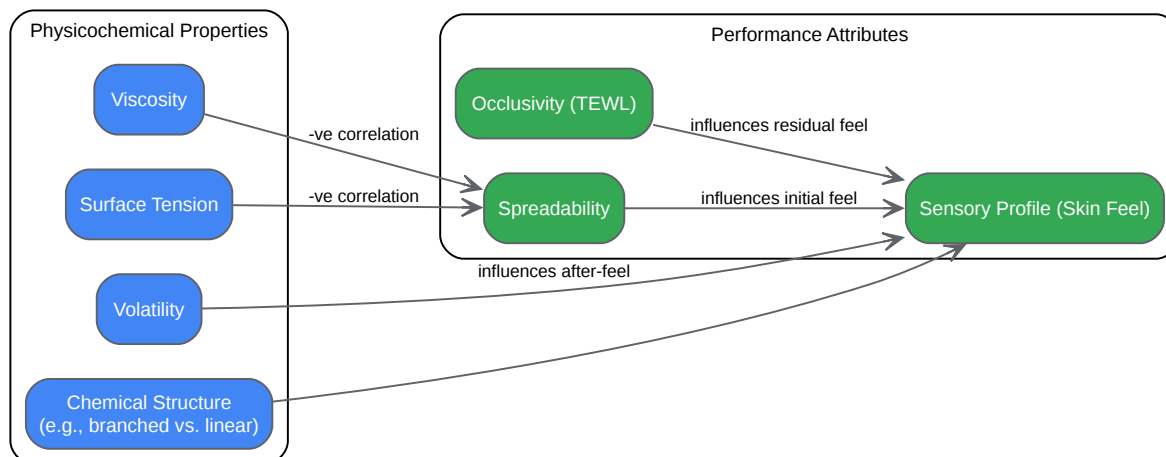 Physicochemical Properties
Viscosity
Surface Tension
Volatility
Chemical Structure
(e.g., branched vs. linear)
-ve correlation
-ve correlation
influences after-feel
Performance Attributes
Occlusivity (TEWL)
Spreadability
influences residual feel
influences initial feel
Sensory Profile (Skin Feel)